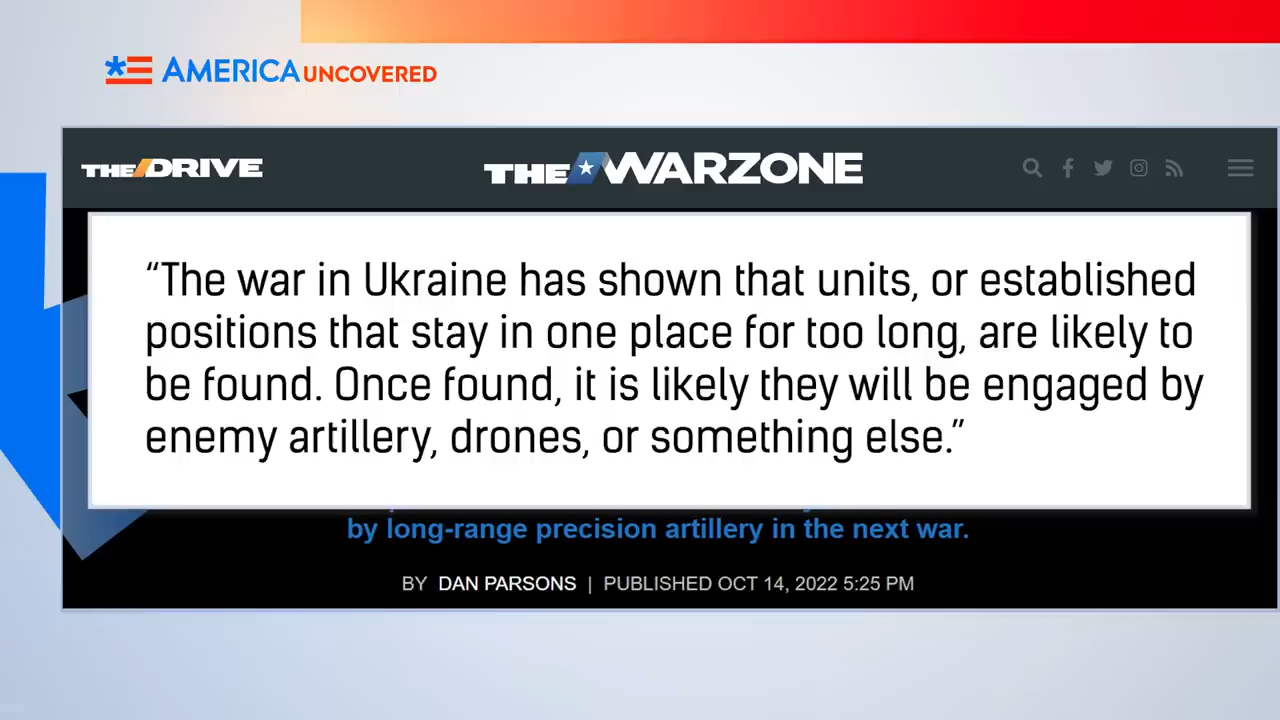 AMERICA UNCOVERED
THE DRIVE
THE WARZONE
“The war in Ukraine has shown that units, or established
positions that stay in one place for too long, are likely to
be found. Once found, it is likely they will be engaged by
enemy artillery, drones, or something else.”
by long-range precision artillery in the next war.
BY DAN PARSONS | PUBLISHED OCT 14, 2022 5:25 PM